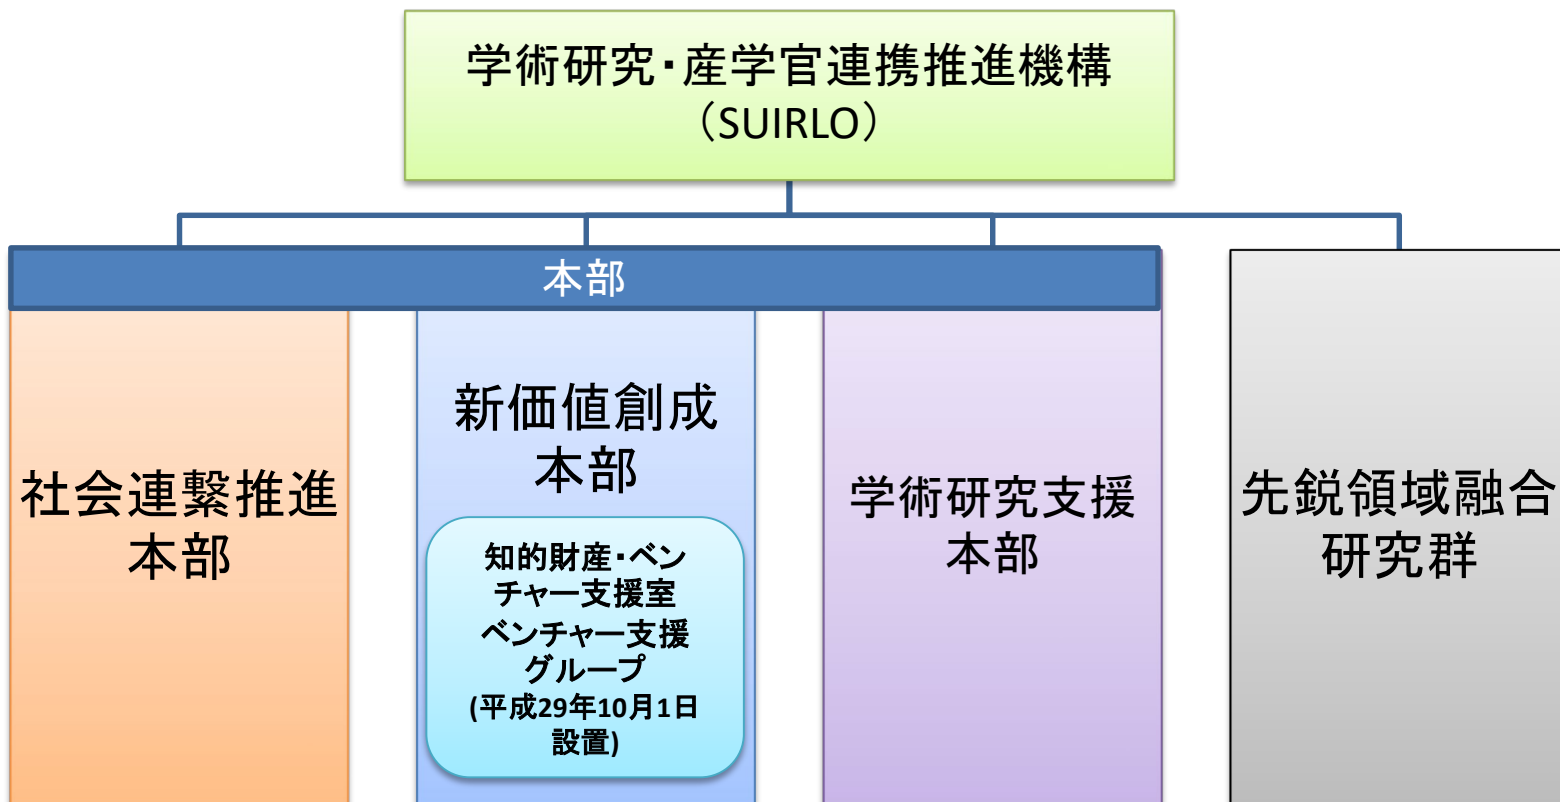 学術研究・産学官連携推進機構
（SUIRLO）
本部
社会連繋推進
本部
新価値創成
本部
知的財産・ベン
チャー支援室
ベンチャー支援
グループ
(平成29年10月1日
設置)
学術研究支援
本部
先鋭領域融合
研究群